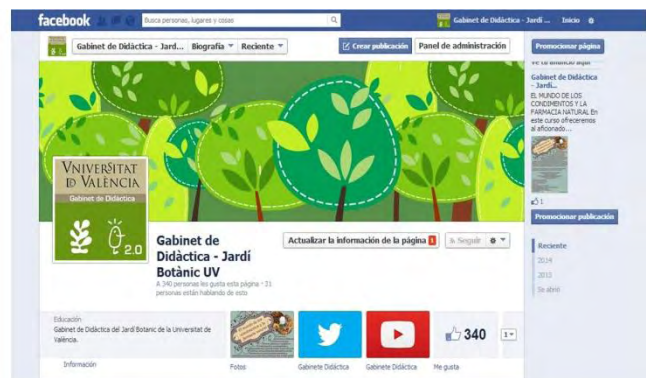 facebook
Busca personas, lugares y cosas
Gabinet de Didàctica - Jardí ...
Inicio
Gabinet de Didàctica - Jard...
Biografía
Reciente
Crear publicación
Panel de administración
Promocionar página
Gabinet de Didàctica
- Jardí...
EL MUNDO DE LOS
CONDIMENTOS Y LA
FARMACIA NATURAL En
este curso ofreceremos
al aficionado...
1
Promocionar publicación
VNIVERSITAT
ID VALÈNCIA
Gabinet de Didàctica
2.0
Gabinet de
Didàctica - Jardí
Botànic UV
A 340 personas les gusta esta página · 21
personas están hablando de esto
Actualizar la información de la página 1
Seguir
Reciente
2014
2013
Educación
Gabinet de Didàctica del Jardí Botànic de la Universitat de
València.
Información
Fotos
Gabinete Didáctica
Gabinete Didáctica
340
Me gusta
1